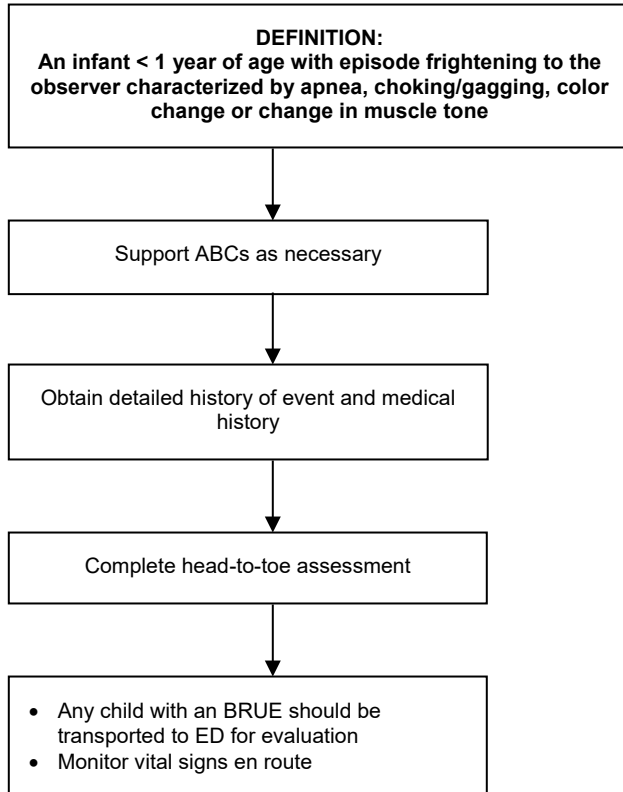 DEFINITION:
An infant < 1 year of age with episode frightening to the
observer characterized by apnea, choking/gagging, color
change or change in muscle tone
Support ABCs as necessary
Obtain detailed history of event and medical
history
Complete head-to-toe assessment
• Any child with an BRUE should be
transported to ED for evaluation
• Monitor vital signs en route